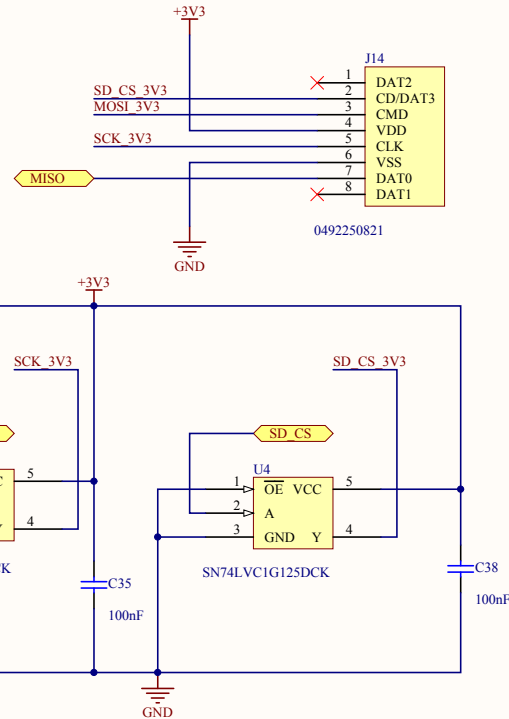 +3V3
J14
1 DAT2
SD_CS_3V3 2 CD/DAT3
MOSI_3V3 3 CMD
4 VDD
SCK_3V3 5 CLK
6 VSS
MISO 7 DAT0
8 DAT1
0492250821
GND
+3V3
SCK_3V3 SD_CS_3V3
SD_CS
U4
5 1 OE VCC 5
2 A
4 3 GND Y 4
SN74LVC1G125DCK
K
C35
C38
100nF
100nF
GND